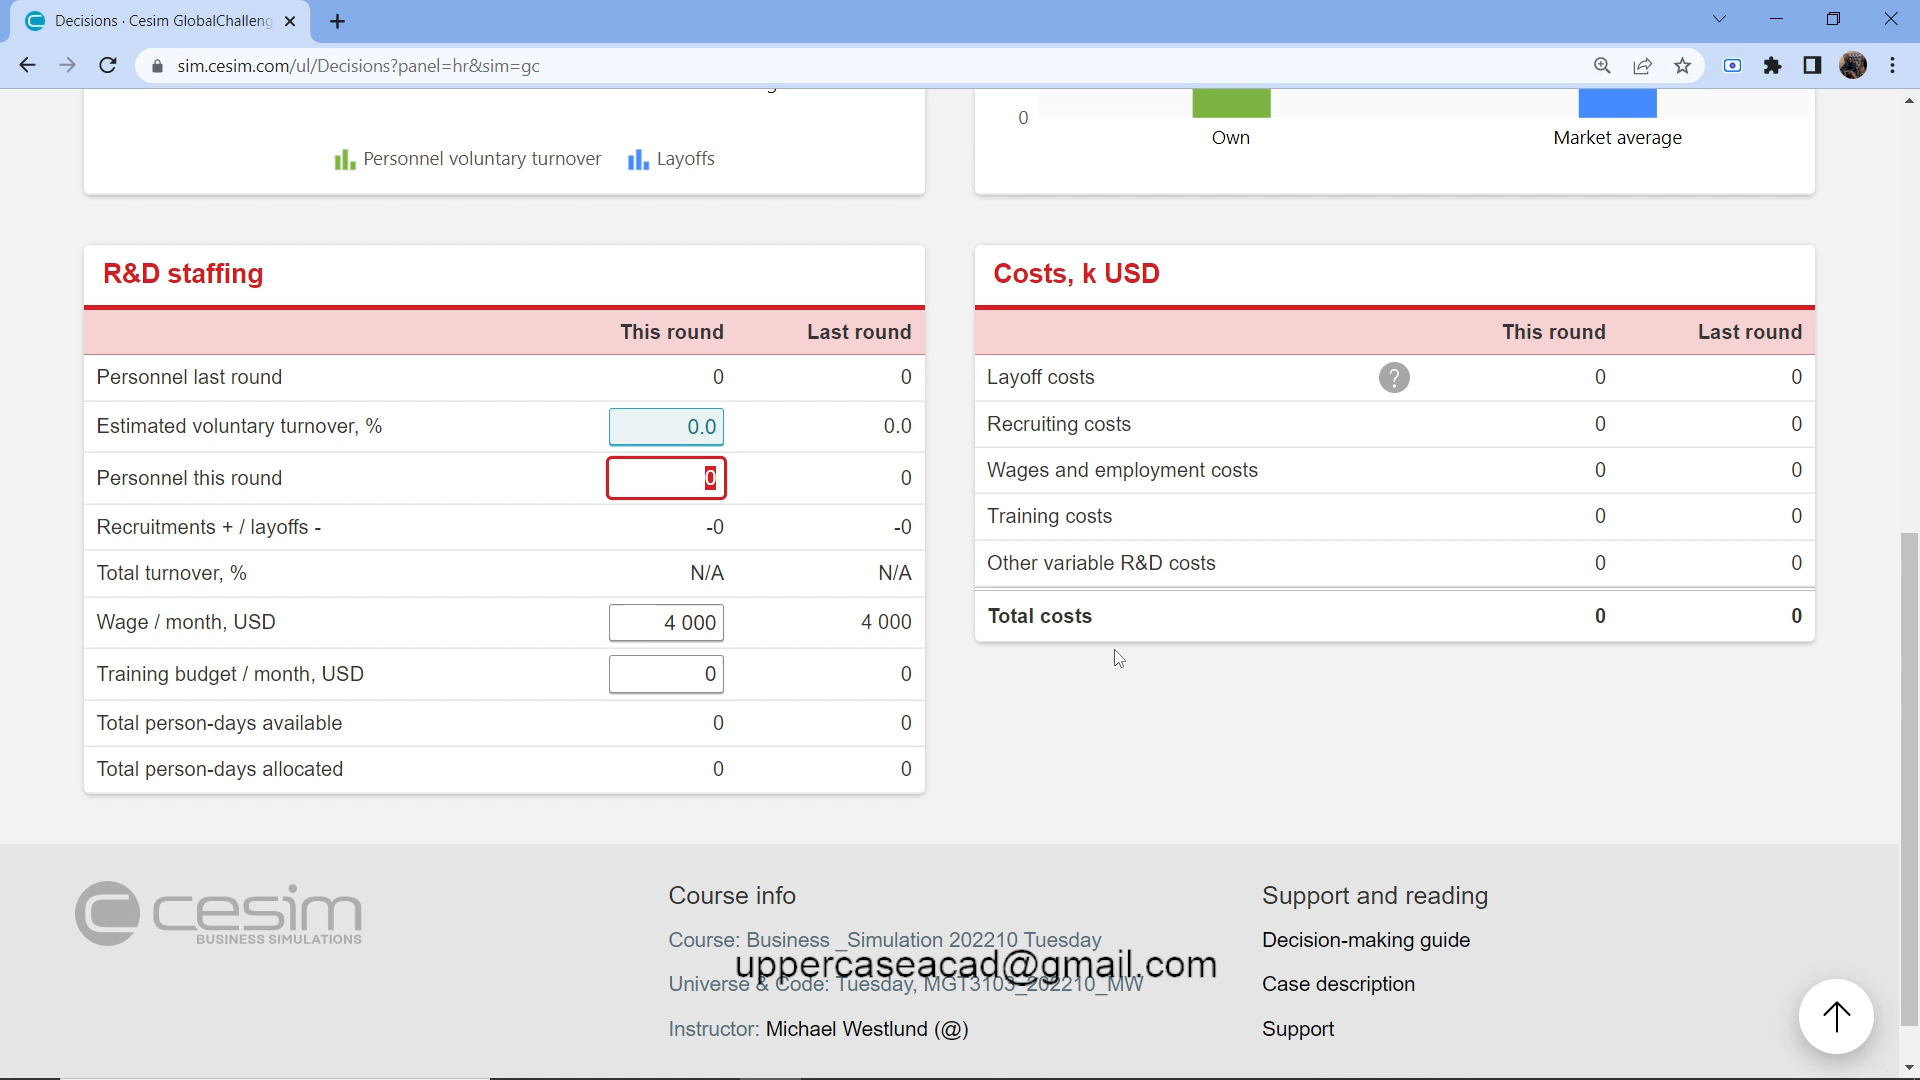 Decisions · Cesim GlobalChalleng
sim.cesim.com/ul/Decisions?panel=hr&sim=gc
Personnel voluntary turnover Layoffs
0
Own Market average
R&D staffing
This round Last round
Personnel last round 0 0
Estimated voluntary turnover, % 0.0 0.0
Personnel this round 0 0
Recruitments + / layoffs - -0 -0
Total turnover, % N/A N/A
Wage / month, USD 4 000 4 000
Training budget / month, USD 0 0
Total person-days available 0 0
Total person-days allocated 0 0
Costs, k USD
This round Last round
Layoff costs ? 0 0
Recruiting costs 0 0
Wages and employment costs 0 0
Training costs 0 0
Other variable R&D costs 0 0
Total costs 0 0
cesim
BUSINESS SIMULATIONS
Course info
Course: Business _Simulation 202210 Tuesday
uppercaseacad@gmail.com
Universe & Code: Tuesday, MGT3103_202210_MW
Instructor: Michael Westlund (@)
Support and reading
Decision-making guide
Case description
Support